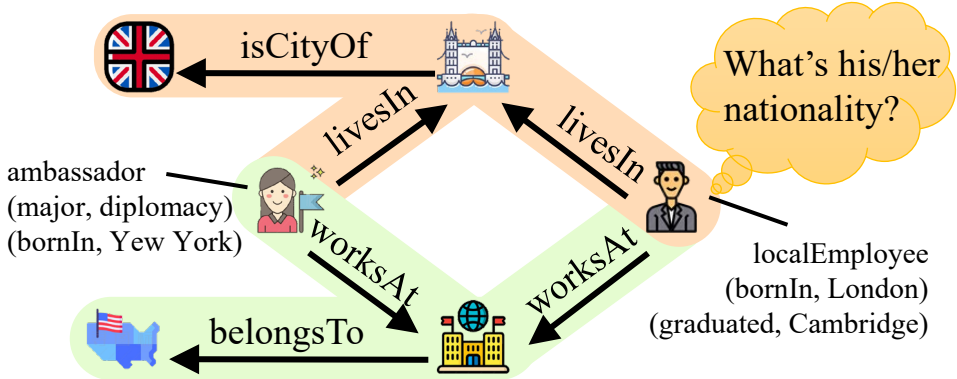 isCityOf
What's his/her
nationality?
livesIn
livesIn
ambassador
(major, diplomacy)
(bornIn, Yew York)
worksAt
worksAt
localEmployee
(bornIn, London)
(graduated, Cambridge)
belongsTo